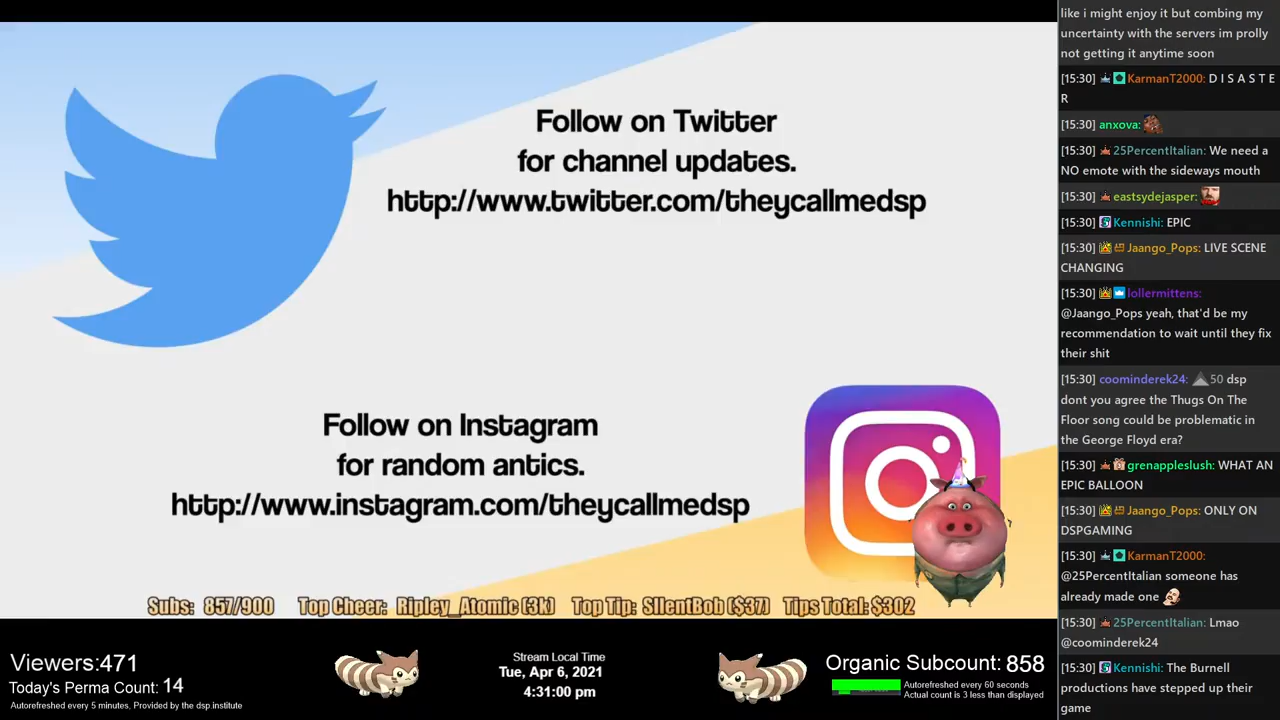 Follow on Twitter
for channel updates.
http://www.twitter.com/theycallmedsp
Follow on Instagram
for random antics.
http://www.instagram.com/theycallmedsp
Subs: 857/900 Top Cheer: Ripley_Atomic (3K) Top Tip: SIlentBob ($37) Tips Total: $302
Viewers:471
Today's Perma Count: 14
Autorefreshed every 5 minutes, Provided by the dsp institute
Stream Local Time
Tue, Apr 6, 2021
4:31:00 pm
Organic Subcount: 858
Autorefreshed every 60 seconds
Actual count is 3 less than displayed
like i might enjoy it but combing my
uncertainty with the servers im prolly
not getting it anytime soon
[15:30] KarmanT2000: D I S A S T E
R
[15:30] anxova:
[15:30] 25PercentItalian: We need a
NO emote with the sideways mouth
[15:30] eastsydejasper:
[15:30] Kennishi: EPIC
[15:30] Jaango_Pops: LIVE SCENE
CHANGING
[15:30] lollermittens:
@Jaango_Pops yeah, that'd be my
recommendation to wait until they fix
their shit
[15:30] coominderek24: 50 dsp
dont you agree the Thugs On The
Floor song could be problematic in
the George Floyd era?
[15:30] grenappleslush: WHAT AN
EPIC BALLOON
[15:30] Jaango_Pops: ONLY ON
DSPGAMING
[15:30] KarmanT2000:
@25PercentItalian someone has
already made one
[15:30] 25PercentItalian: Lmao
@coominderek24
[15:30] Kennishi: The Burnell
productions have stepped up their
game